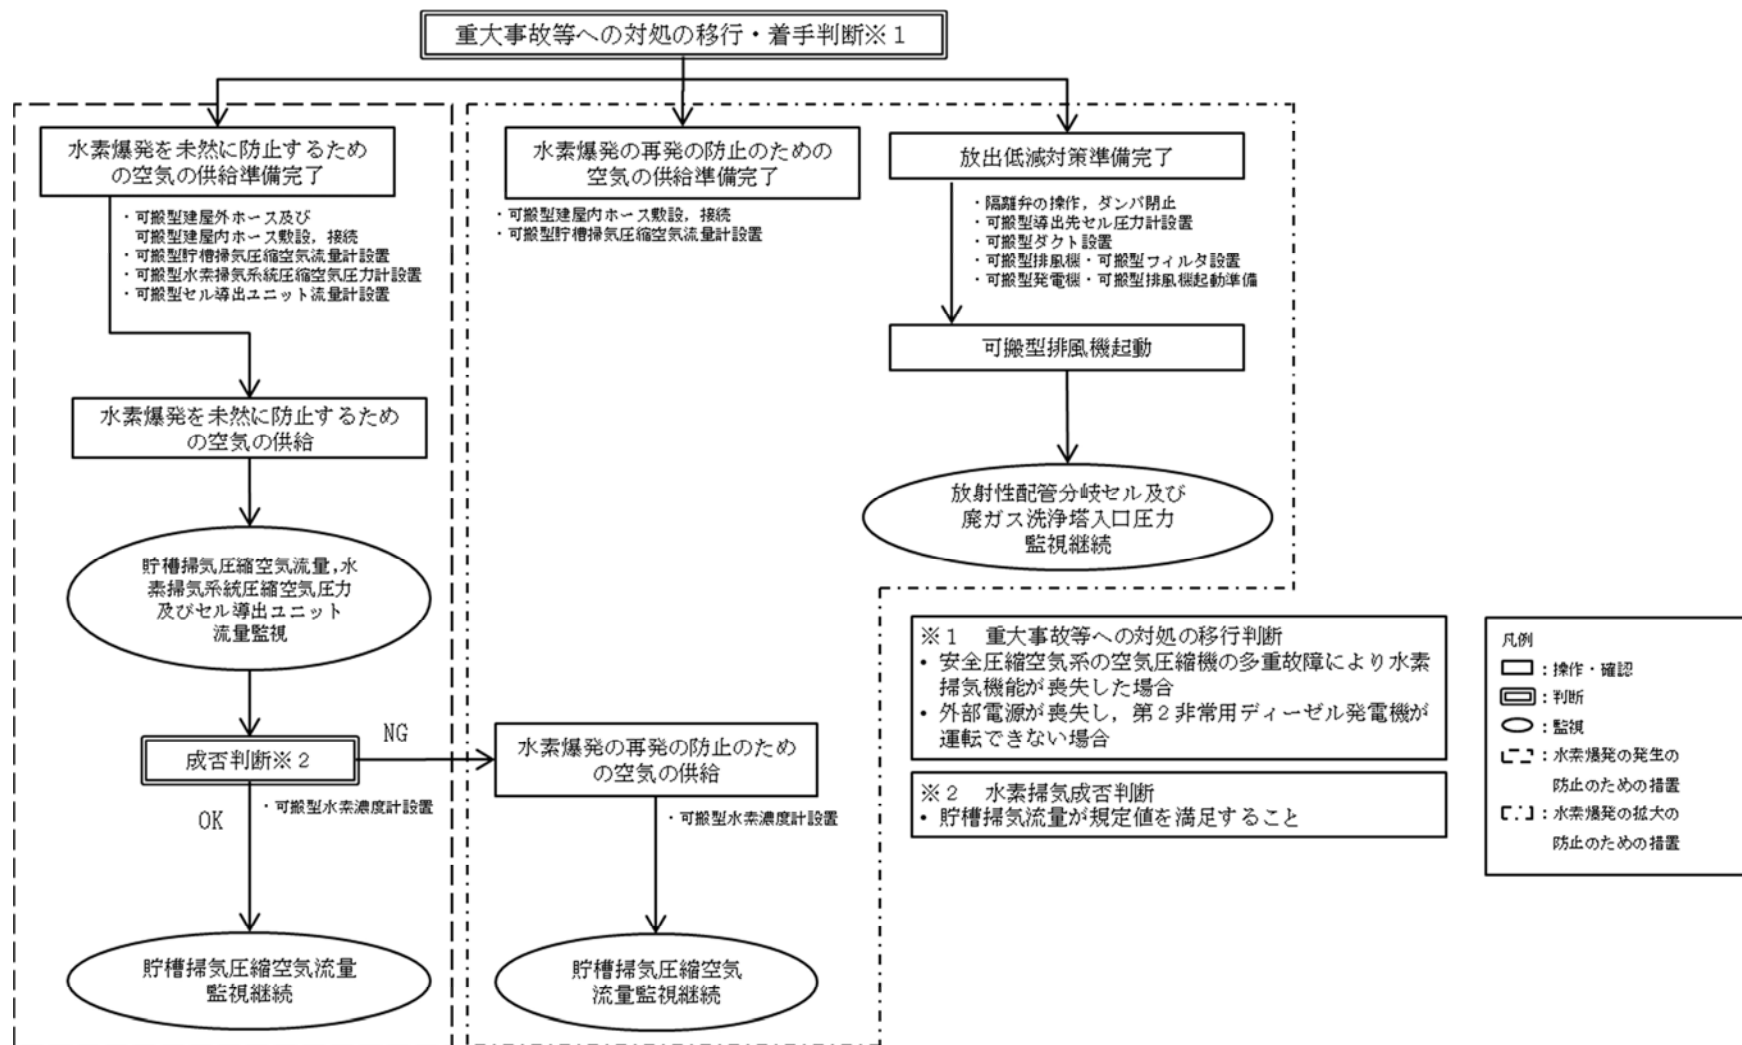 重大事故等への対処の移行・着手判断※１
水素爆発を未然に防止するため
の空気の供給準備完了
・可搬型建屋外ホース及び
可搬型建屋内ホース敷設，接続
・可搬型貯槽掃気圧縮空気流量計設置
・可搬型水素掃気系統圧縮空気圧力計設置
・可搬型セル導出ユニット流量計設置
水素爆発を未然に防止するため
の空気の供給
貯槽掃気圧縮空気流量，水
素掃気系統圧縮空気圧力
及びセル導出ユニット
流量監視
成否判断※２
NG
OK
・可搬型水素濃度計設置
貯槽掃気圧縮空気流量
監視継続
水素爆発の再発の防止のための
空気の供給準備完了
・可搬型建屋内ホース敷設，接続
・可搬型貯槽掃気圧縮空気流量計設置
水素爆発の再発の防止のため
の空気の供給
・可搬型水素濃度計設置
貯槽掃気圧縮空気
流量監視継続
放出低減対策準備完了
・隔離弁の操作，ダンパ閉止
・可搬型導出先セル圧力計設置
・可搬型ダクト設置
・可搬型排風機・可搬型フィルタ設置
・可搬型発電機・可搬型排風機起動準備
可搬型排風機起動
放射性配管分岐セル及び
廃ガス洗浄塔入口圧力
監視継続
※１　重大事故等への対処の移行判断
• 安全圧縮空気系の空気圧縮機の多重故障により水素
掃気機能が喪失した場合
• 外部電源が喪失し，第２非常用ディーゼル発電機が
運転できない場合
※２　水素掃気成否判断
• 貯槽掃気流量が規定値を満足すること
凡例
：操作・確認
：判断
：監視
：水素爆発の発生の
防止のための措置
：水素爆発の拡大の
防止のための措置